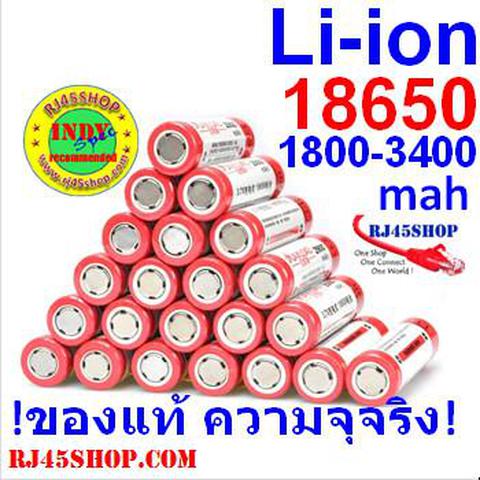 Li-ion
18650
1800-3400
mah
RJ45SHOP
INDY
Spec
recommended
www.rj45shop.com
RJ45SHOP
One Shop
One Connect
One World !
!ของแท้ ความจุจริง!
RJ45SHOP.COM